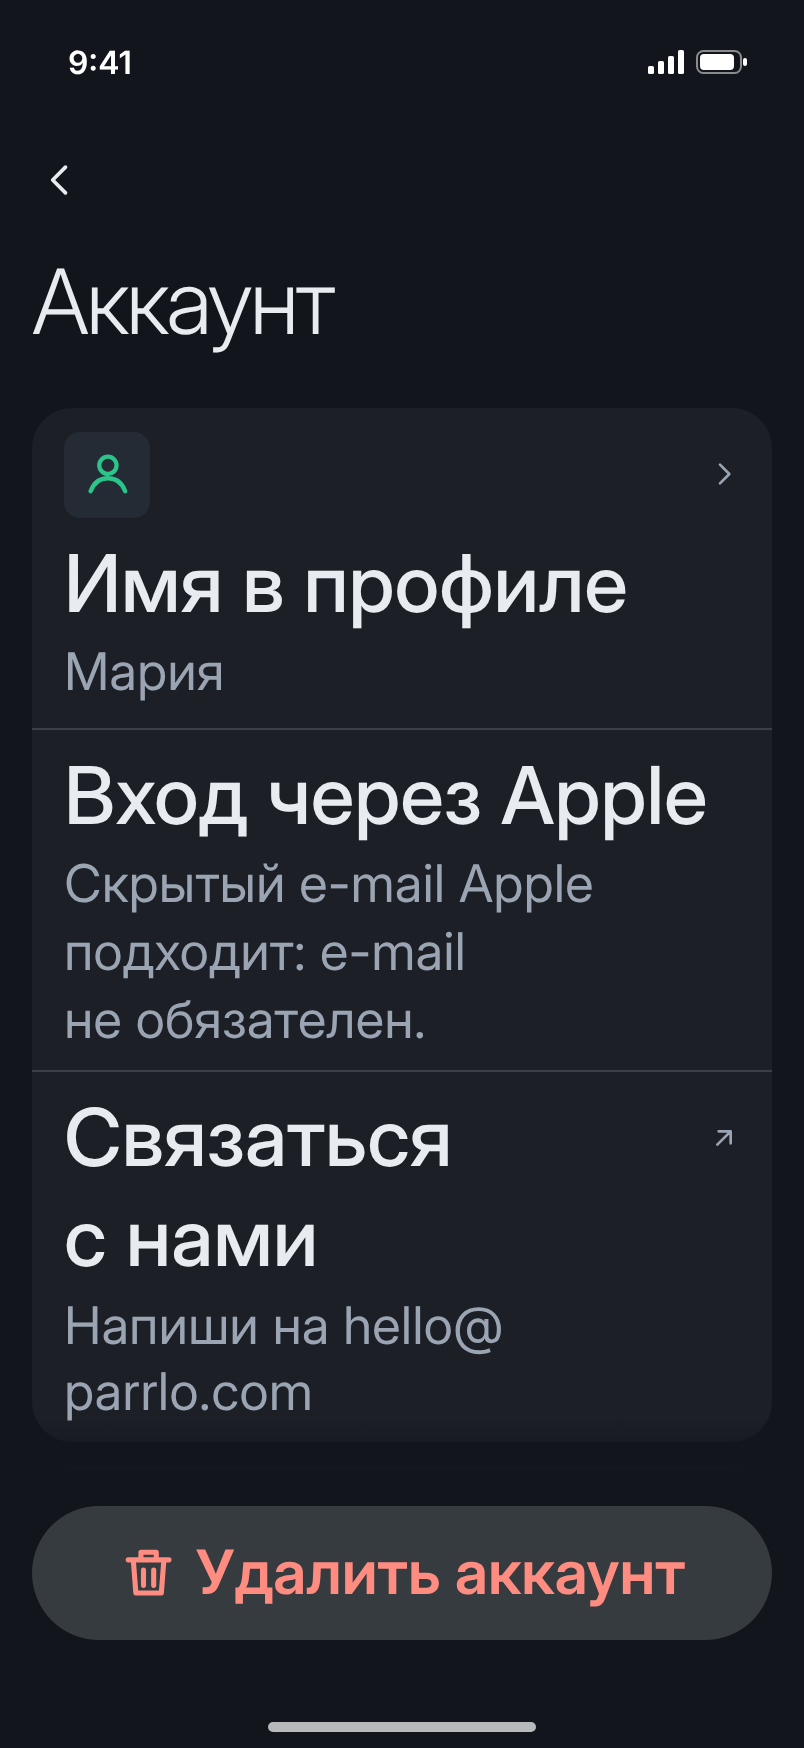 9:41
Аккаунт
Имя в профиле
Мария
Вход через Apple
Скрытый e-mail Apple
подходит: e-mail
не обязателен.
Связаться
с нами
Напиши на hello@
parrlo.com
Удалить аккаунт